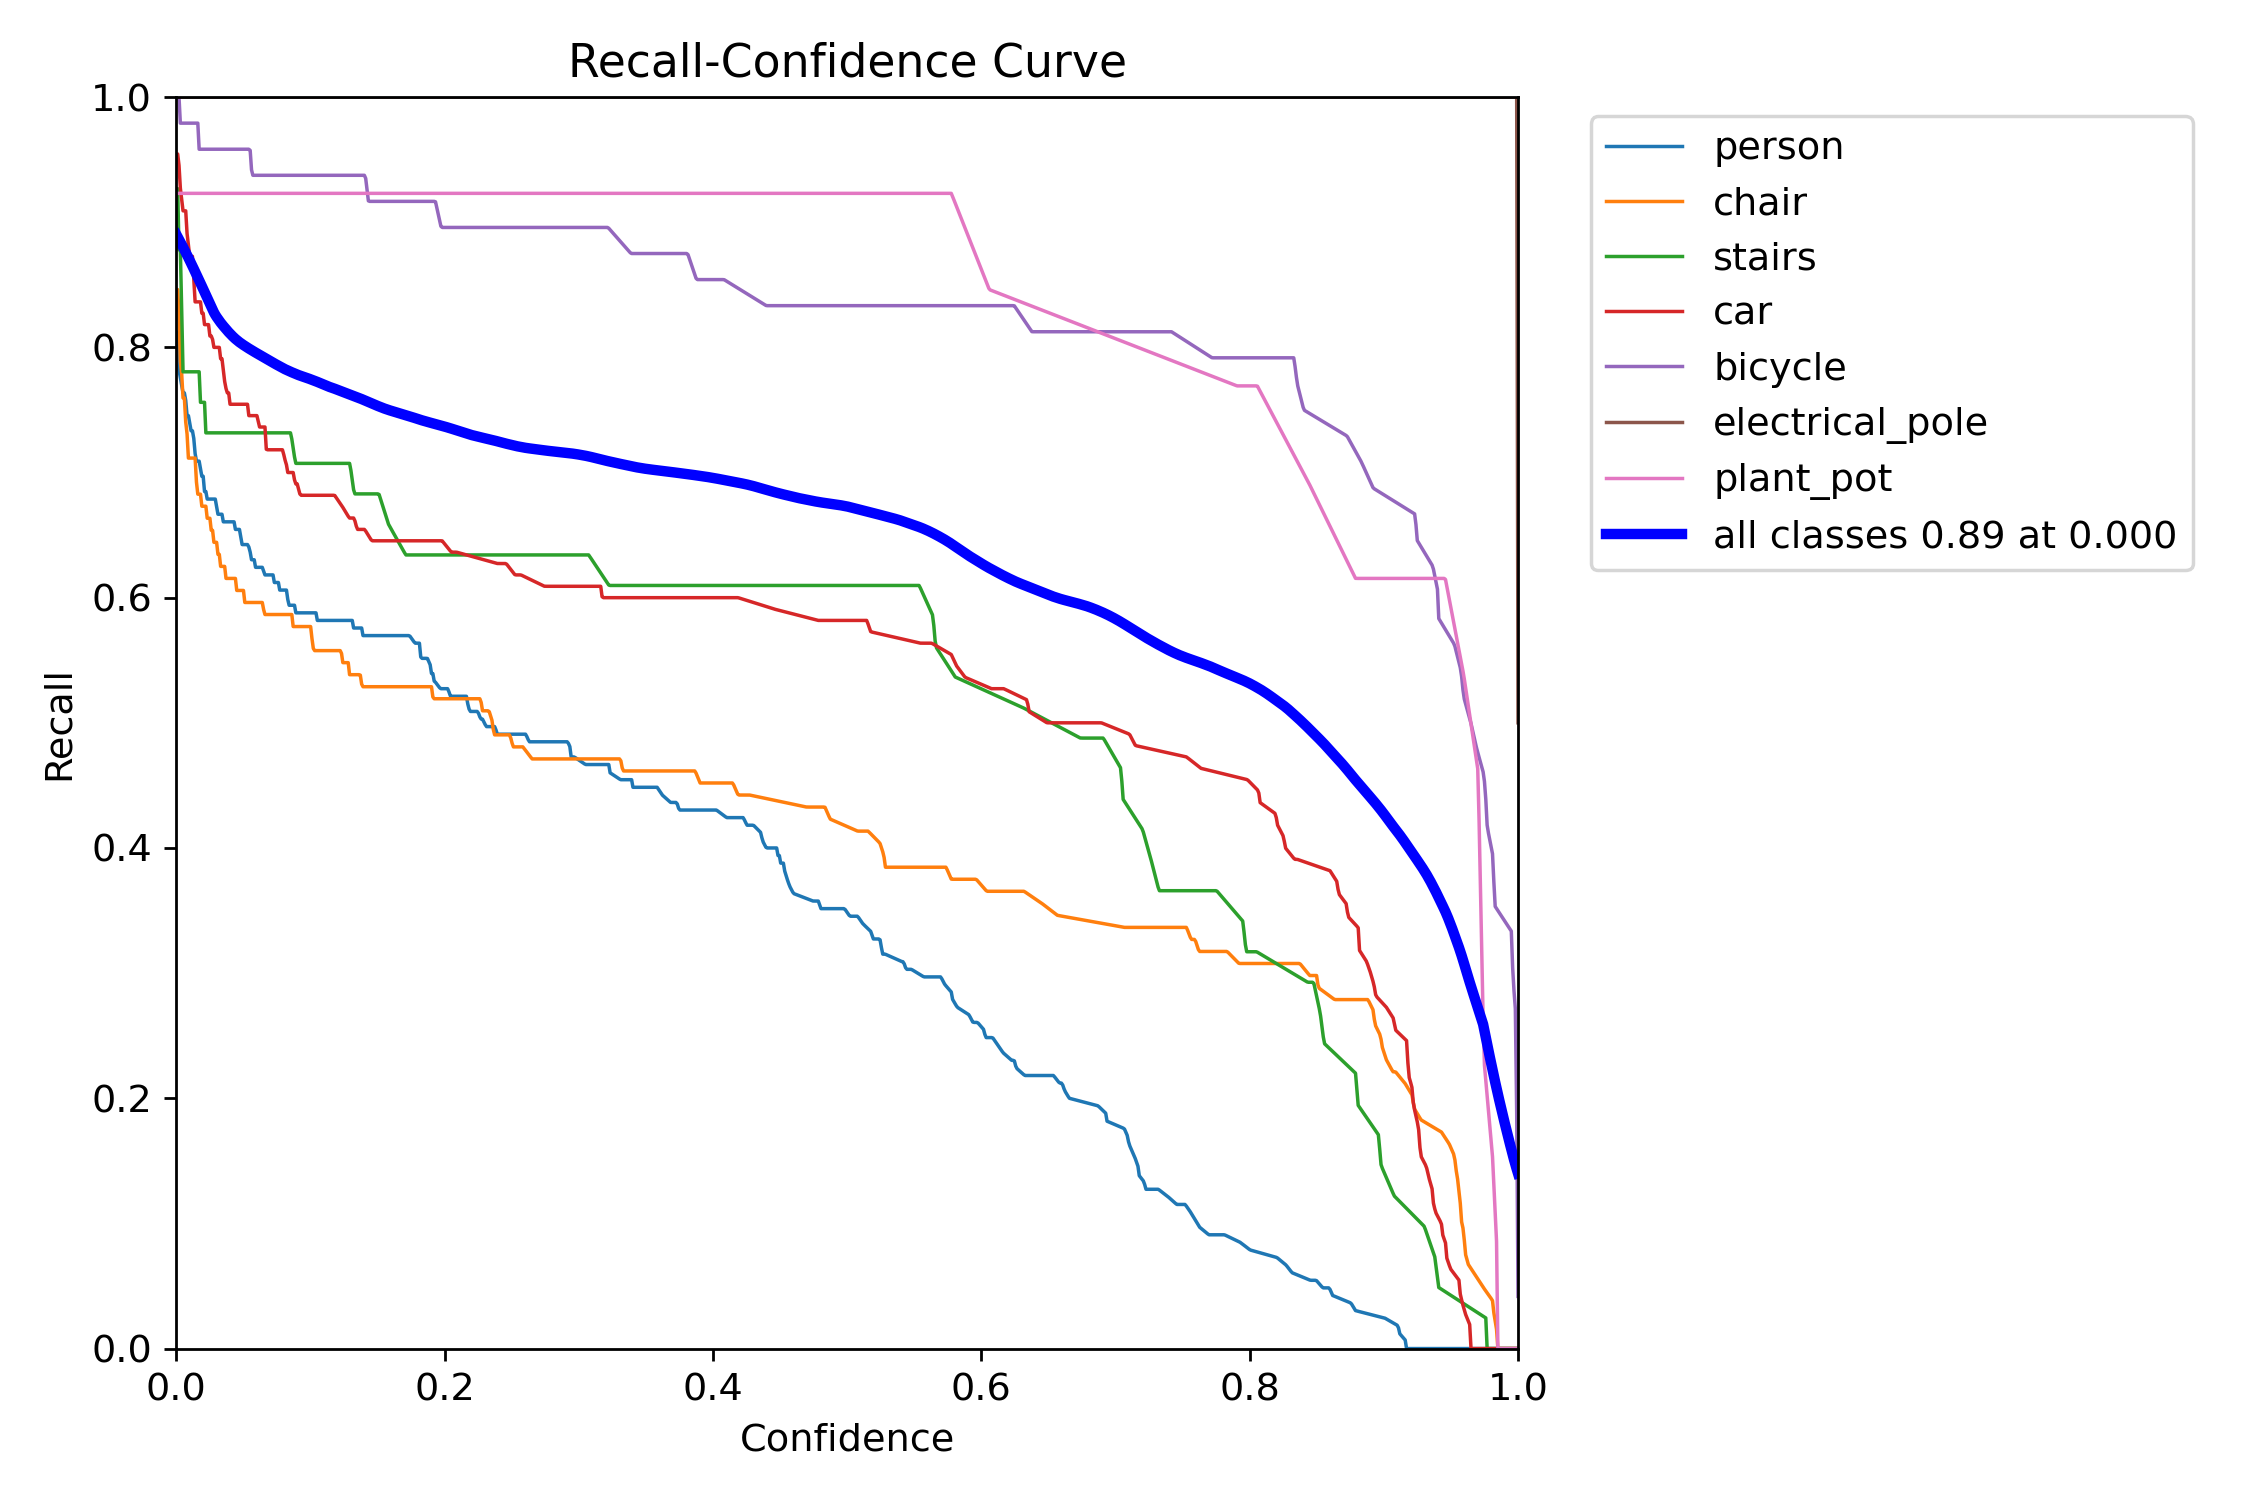 Recall-Confidence Curve
1.0
0.8
0.6
0.4
0.2
0.0
Recall
0.0 0.2 0.4 0.6 0.8 1.0
Confidence
person
chair
stairs
car
bicycle
electrical_pole
plant_pot
all classes 0.89 at 0.000